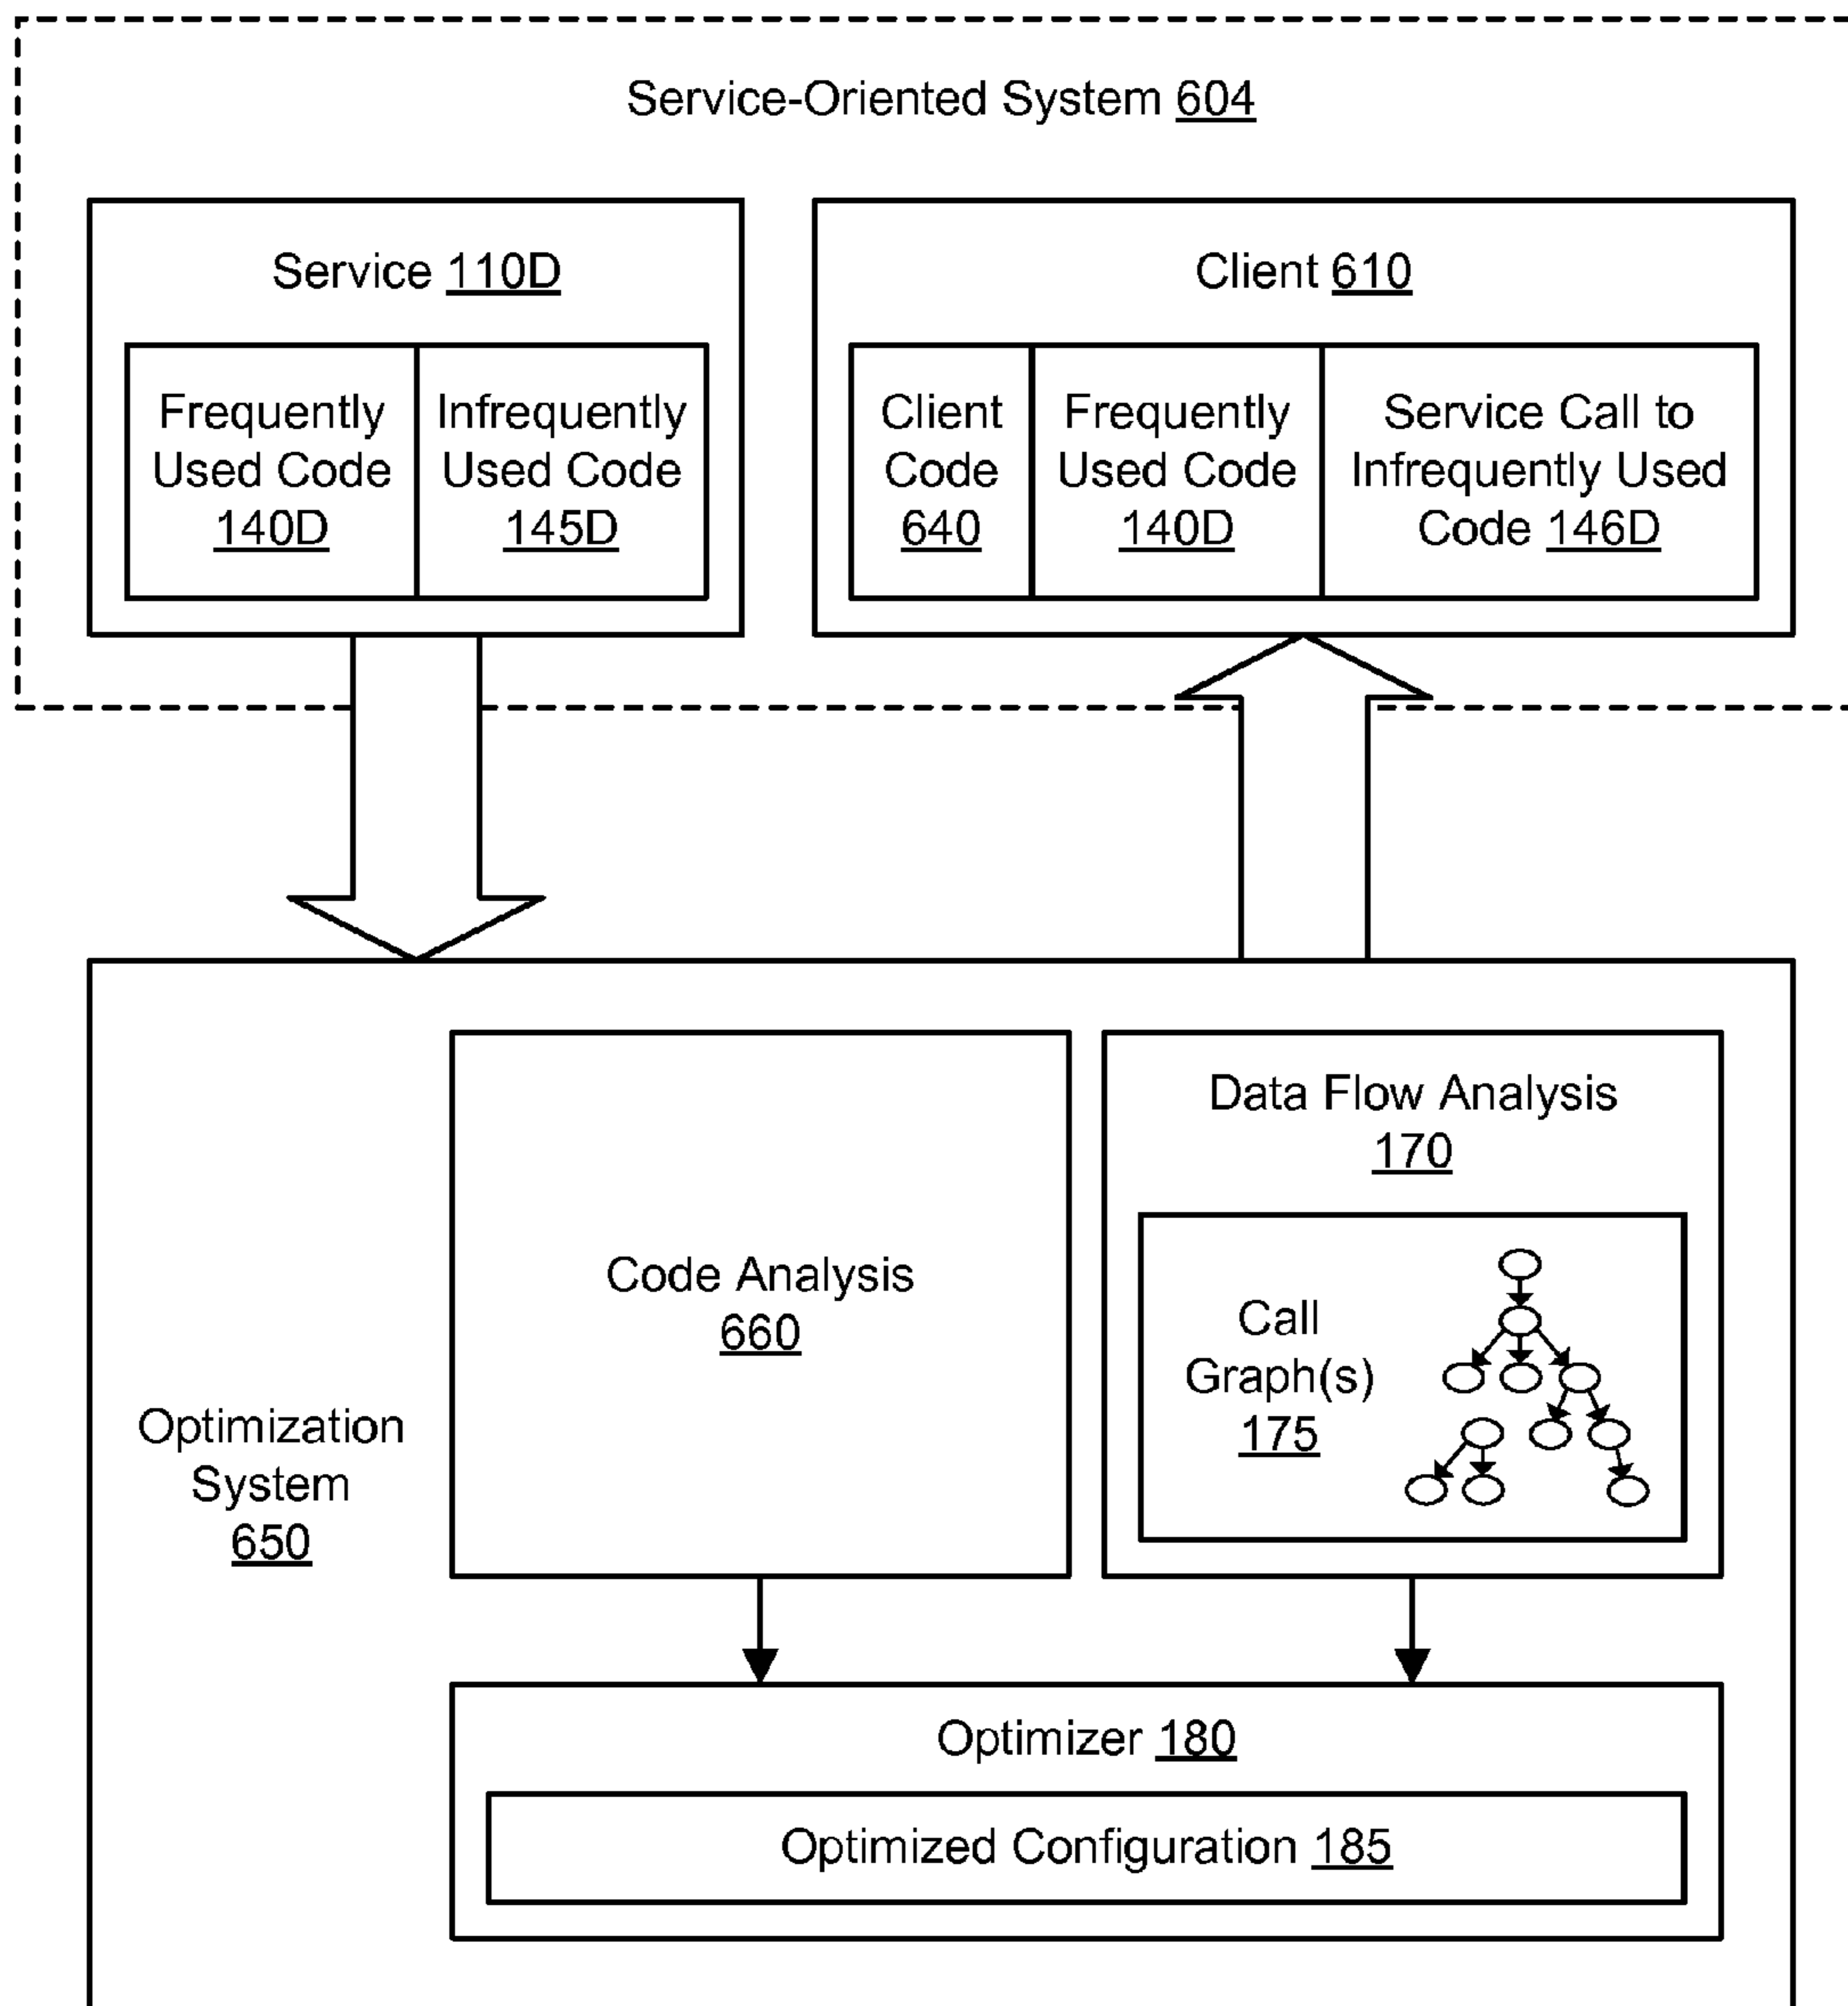 Service-Oriented System 604
Service 110D
Frequently
Used Code
140D
Infrequently
Used Code
145D
Client 610
Client
Code
640
Frequently
Used Code
140D
Service Call to
Infrequently Used
Code 146D
Optimization
System
650
Code Analysis
660
Data Flow Analysis
170
Call
Graph(s)
175
Optimizer 180
Optimized Configuration 185